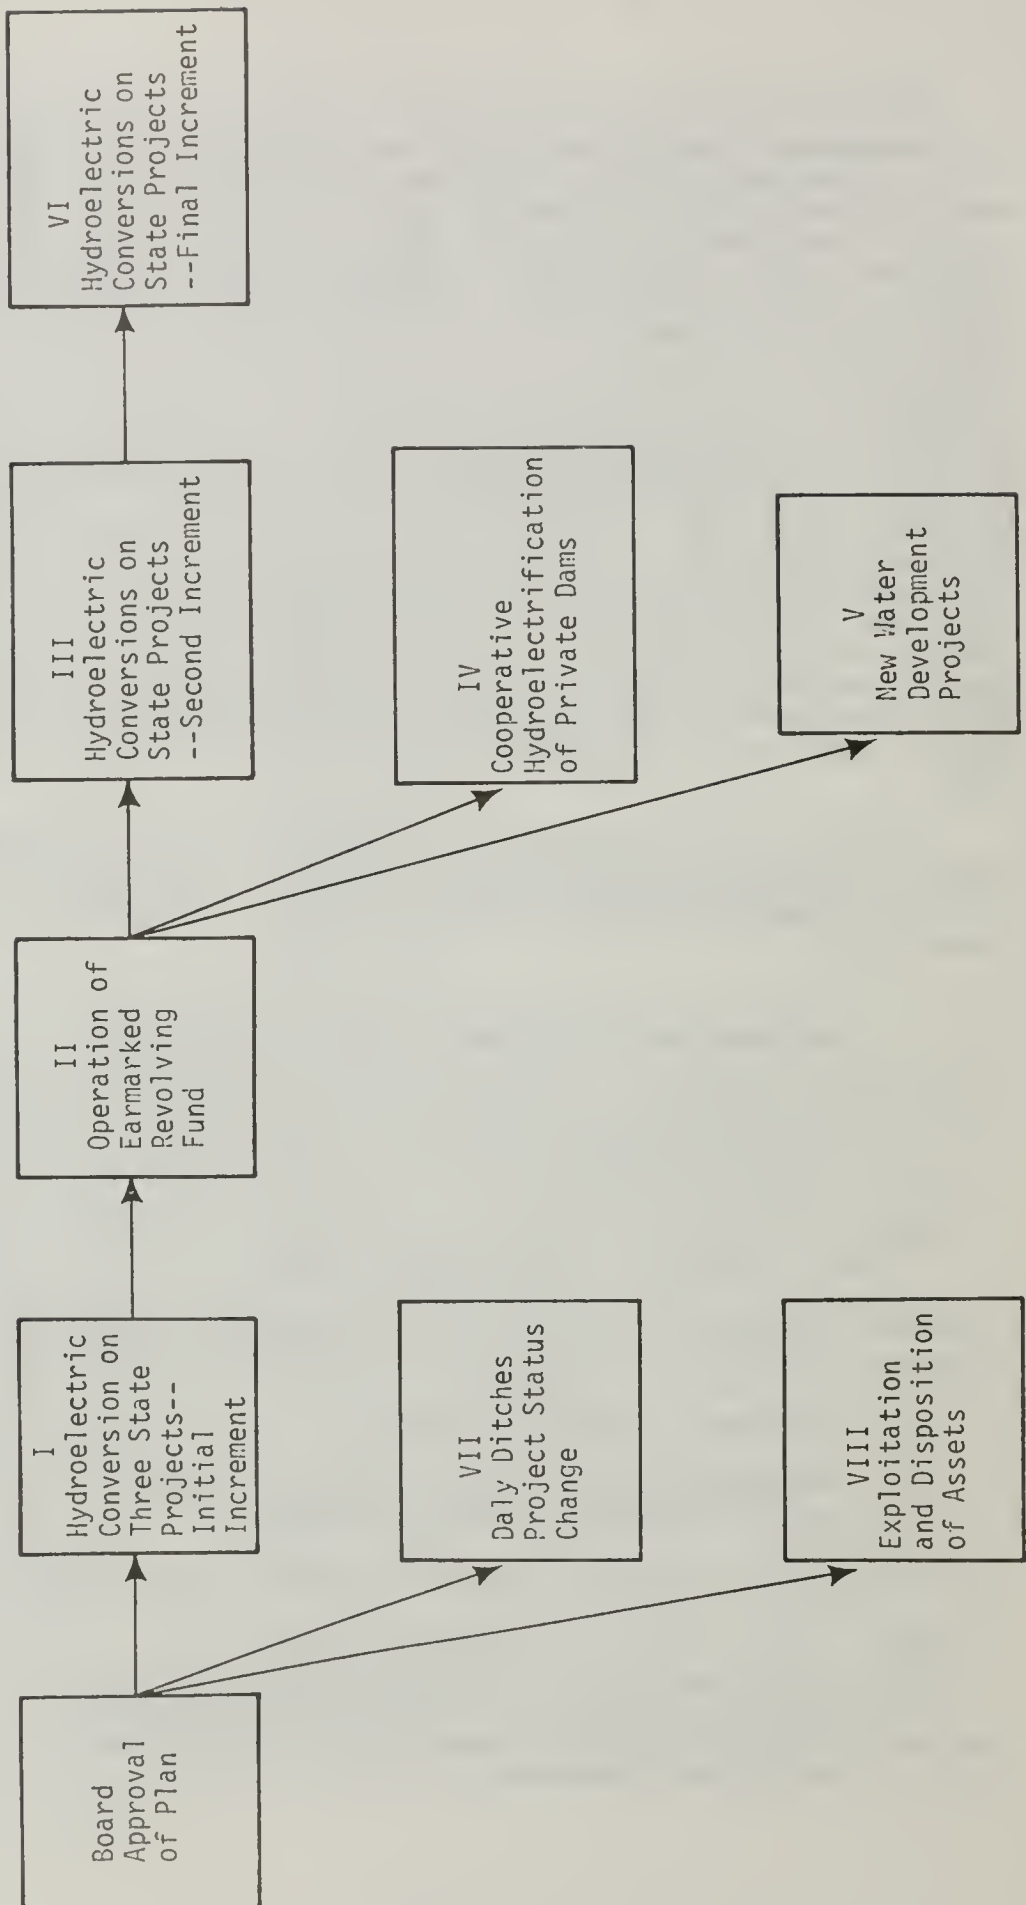 Board
Approval
of Plan
I
Hydroelectric
Conversion on
Three State
Projects--
Initial
Increment
II
Operation of
Earmarked
Revolving
Fund
III
Hydroelectric
Conversions on
State Projects
--Second Increment
VI
Hydroelectric
Conversions on
State Projects
--Final Increment
VII
Daly Ditches
Project Status
Change
IV
Cooperative
Hydroelectrification
of Private Dams
VIII
Exploitation
and Disposition
of Assets
V
New Water
Development
Projects